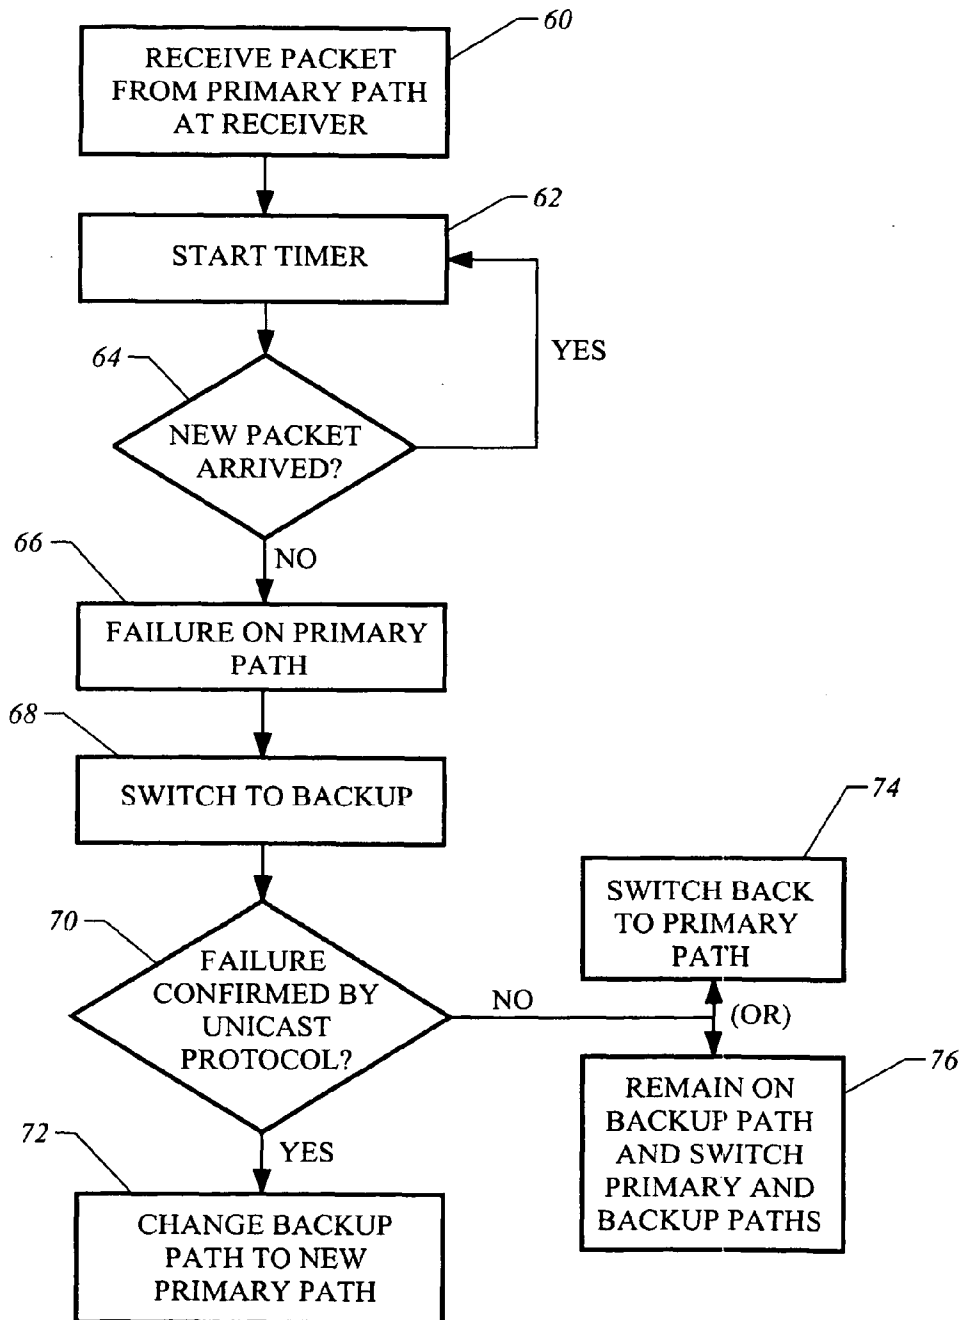 60
RECEIVE PACKET
FROM PRIMARY PATH
AT RECEIVER
62
START TIMER
YES
64
NEW PACKET
ARRIVED?
66
NO
FAILURE ON PRIMARY
PATH
68
SWITCH TO BACKUP
74
SWITCH BACK
TO PRIMARY
PATH
70
FAILURE
CONFIRMED BY
UNICAST
PROTOCOL?
NO
(OR)
76
REMAIN ON
BACKUP PATH
AND SWITCH
PRIMARY AND
BACKUP PATHS
72
YES
CHANGE BACKUP
PATH TO NEW
PRIMARY PATH